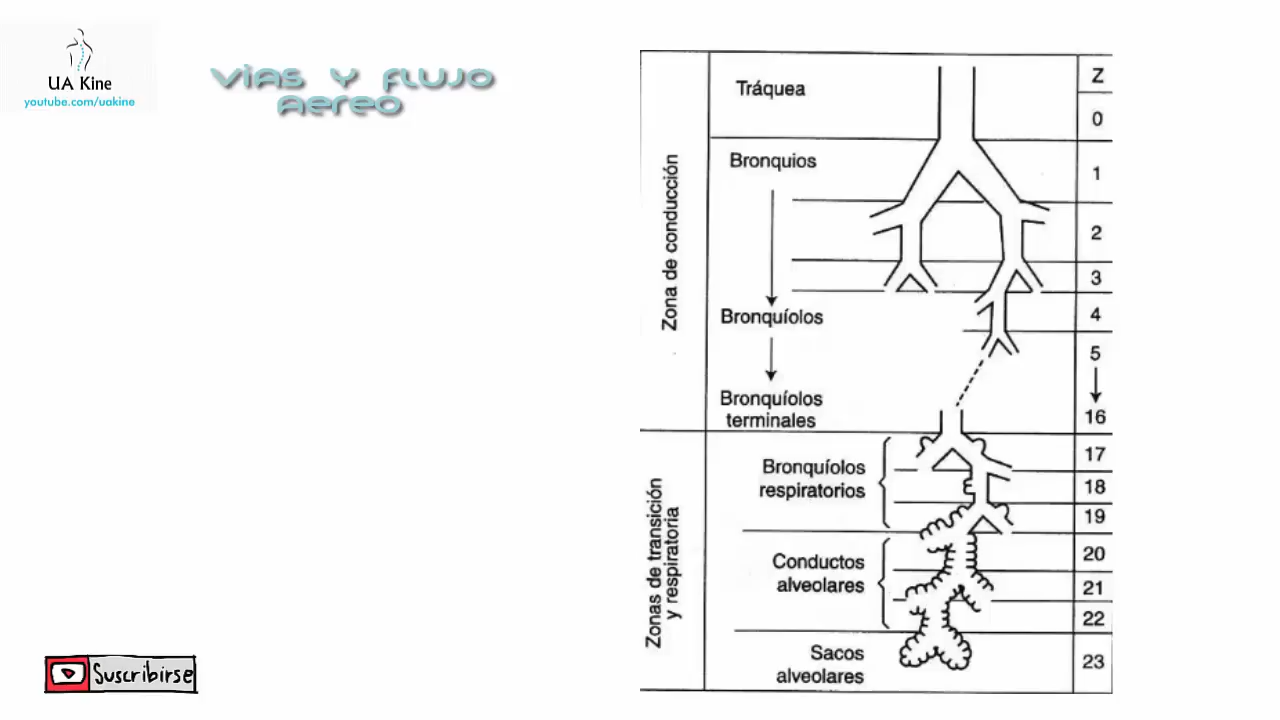 UA Kine
youtube.com/uakine
VIAS Y FLUJO
AEREO
Zona de conducción
Tráquea
Bronquios
Bronquíolos
Bronquíolos
terminales
Zonas de transición
y respiratoria
Bronquíolos
respiratorios
Conductos
alveolares
Sacos
alveolares
Z
0
1
2
3
4
5
16
17
18
19
20
21
22
23
Suscribirse